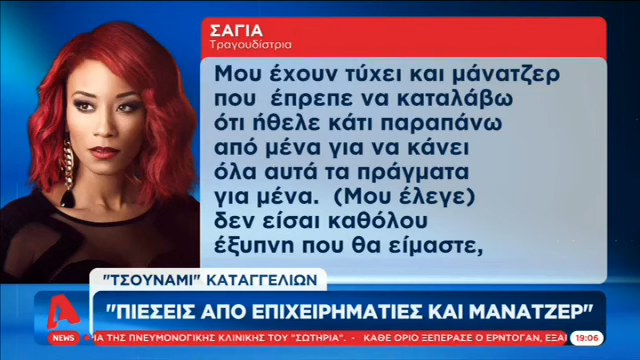 ΣΑΓΙΑ
Τραγουδίστρια
Μου έχουν τύχει και μάνατζερ
που έπρεπε να καταλάβω
ότι ήθελε κάτι παραπάνω
από μένα για να κάνει
όλα αυτά τα πράγματα
για μένα. (Μου έλεγε)
δεν είσαι καθόλου
έξυπνη που θα είμαστε,
"ΤΣΟΥΝΑΜΙ" ΚΑΤΑΓΓΕΛΙΩΝ
"ΠΙΕΣΕΙΣ ΑΠΟ ΕΠΙΧΕΙΡΗΜΑΤΙΕΣ ΚΑΙ ΜΑΝΑΤΖΕΡ"
NEWS
ΤΗΣ ΠΝΕΥΜΟΝΟΓΙΚΗΣ ΚΛΙΝΙΚΗΣ ΤΟΥ "ΣΩΤΗΡΙΑ". - ΚΑΘΕ ΟΡΙΟ ΞΕΠΕΡΑΣΕ Ο ΕΡΝΤΟΓΑΝ, ΕΞΑ
19:06